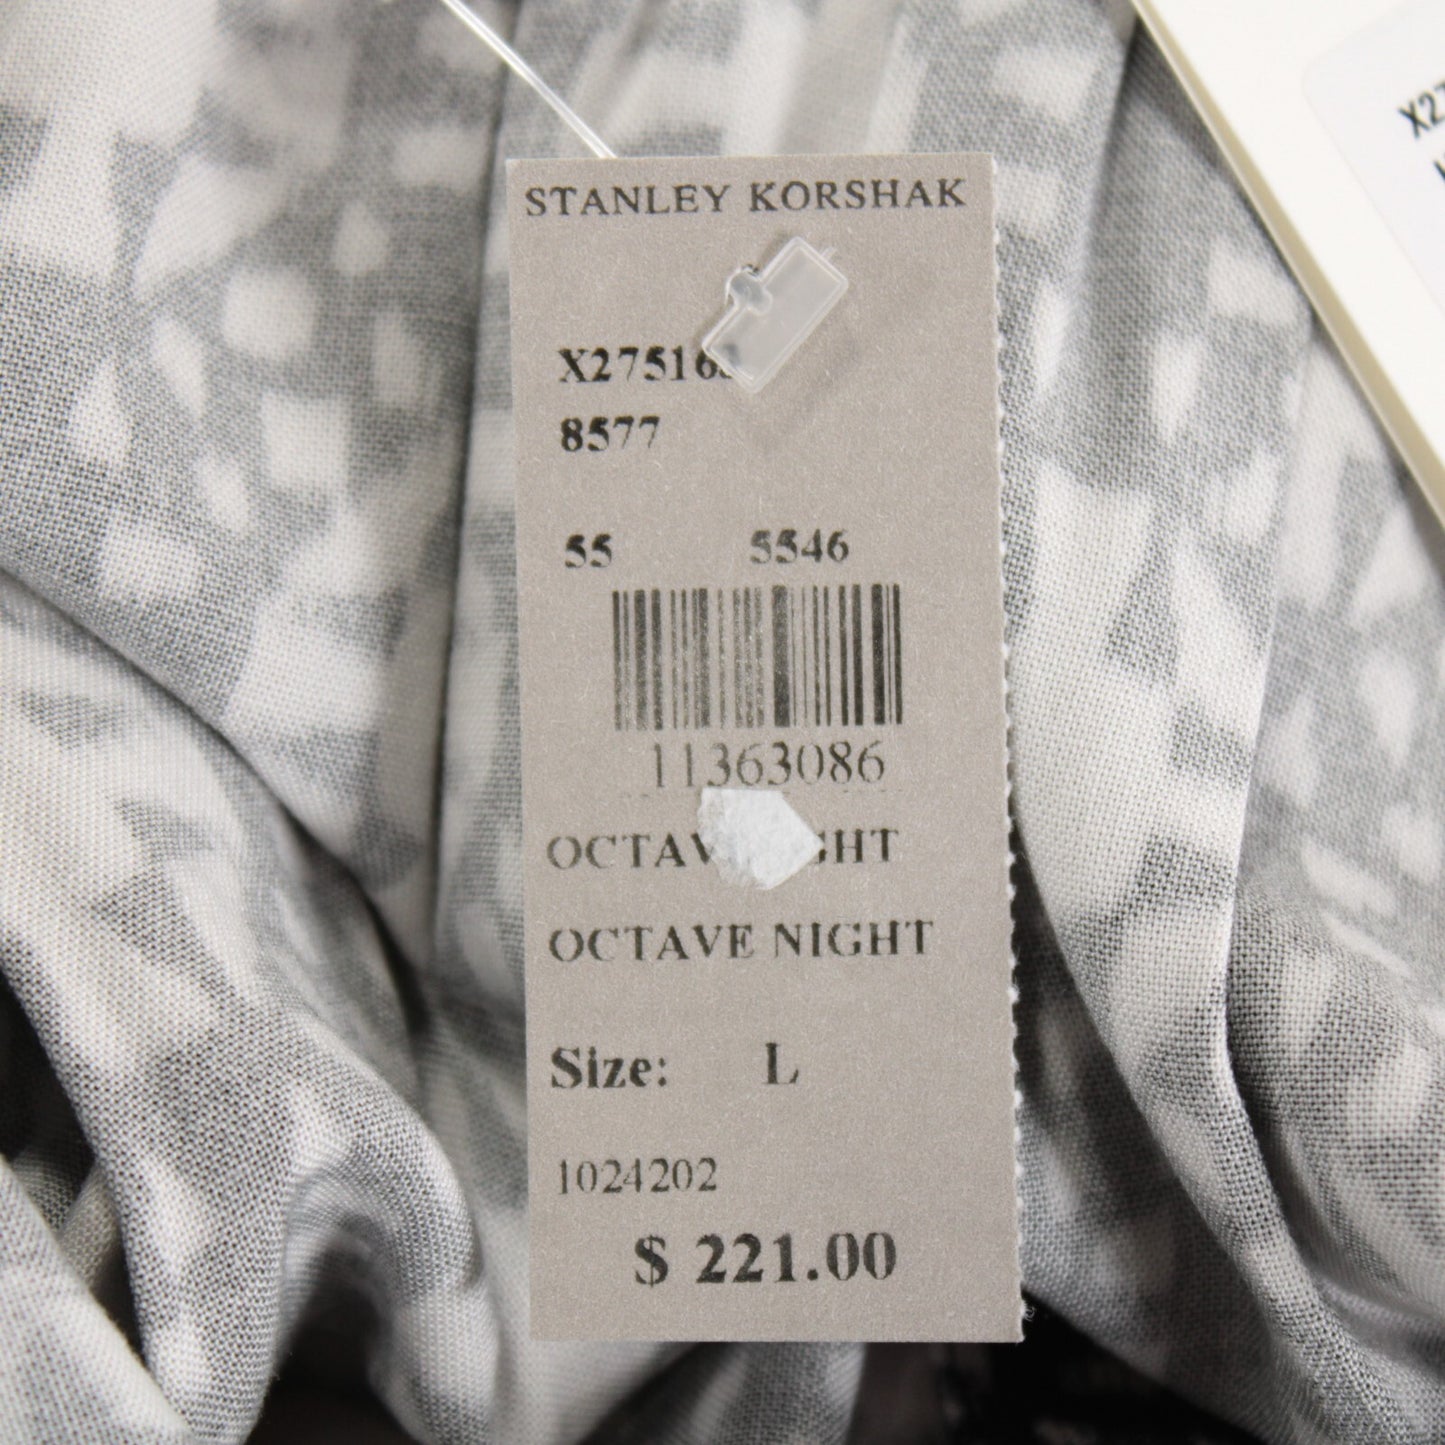 STANLEY KORSHAK
8577
55 5546
11363086
OCTAVE NIGHT
Size: L
1024202
$ 221.00